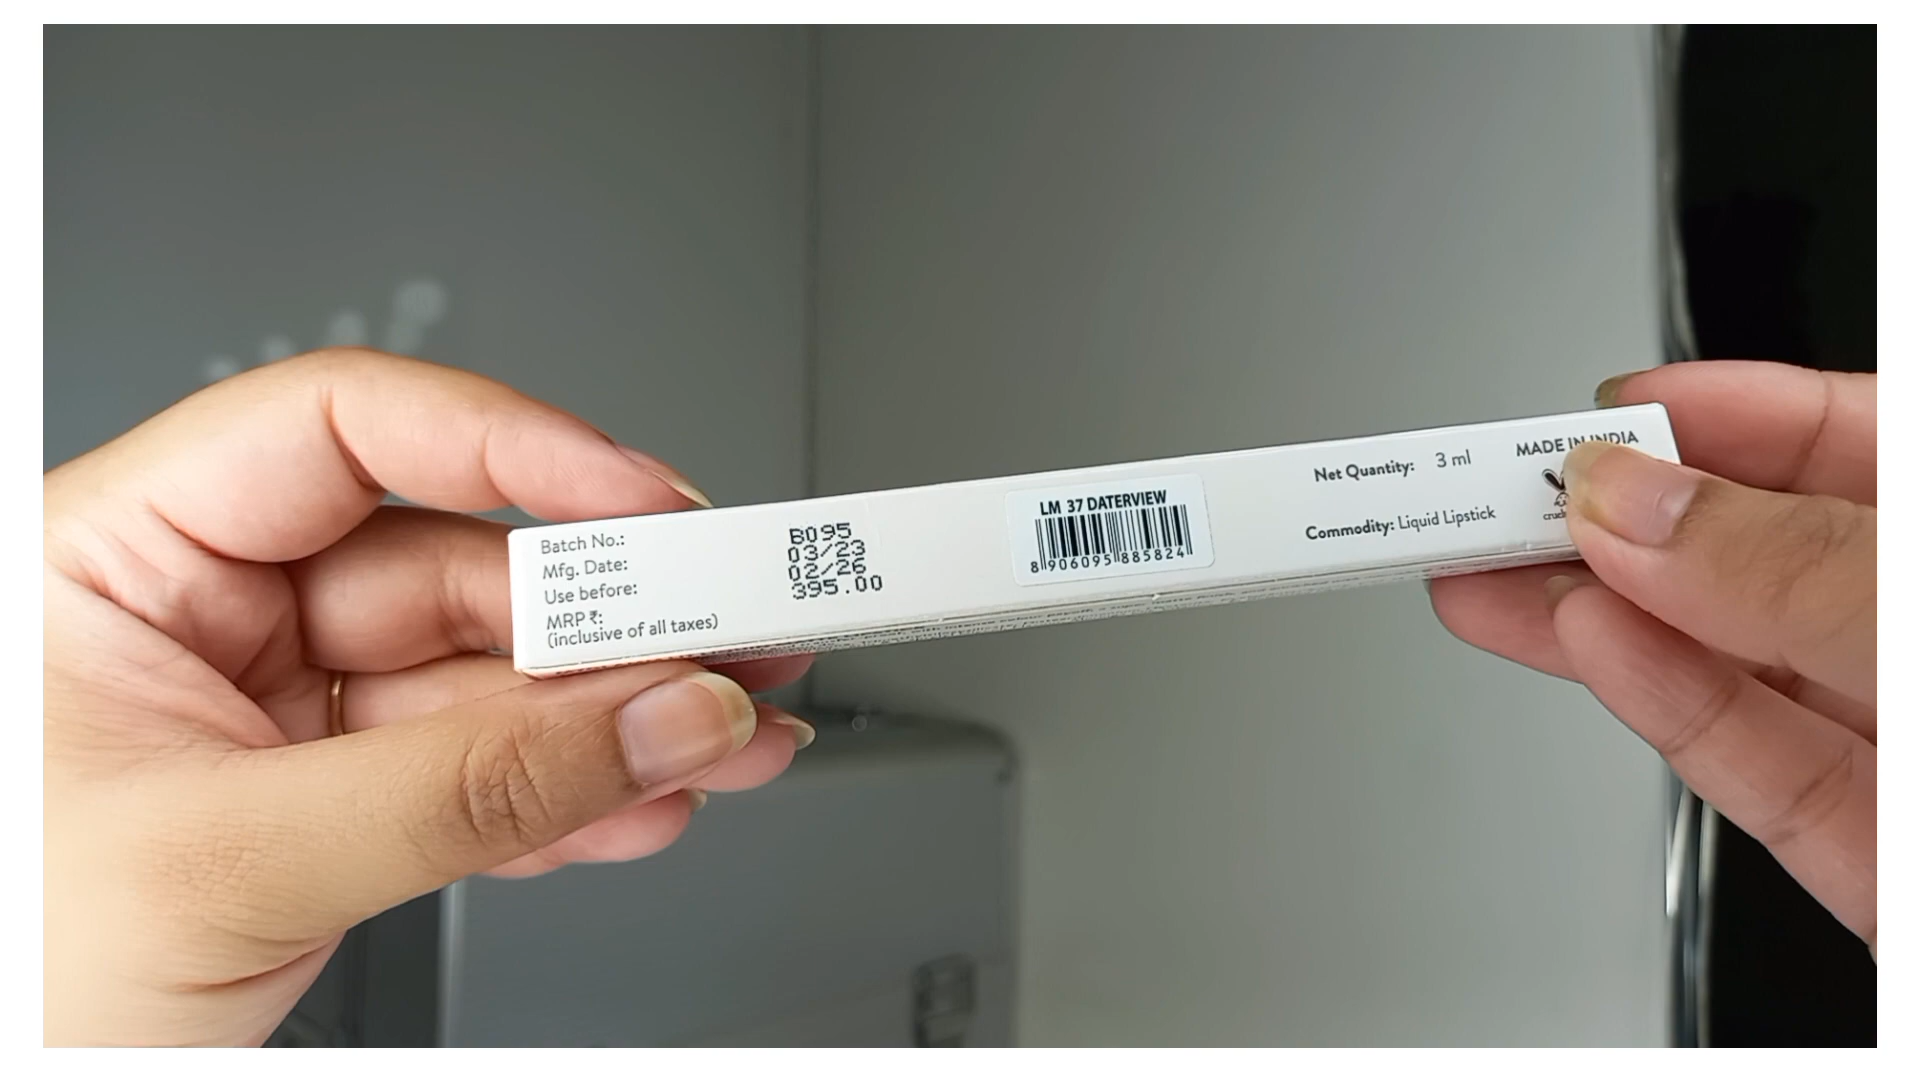 Batch No.: B095
Mfg. Date: 03/23
Use before: 02/26
MRP ₹: 395.00
(inclusive of all taxes)
LM 37 DATERVIEW
8 906095 885824
Net Quantity: 3 ml
Commodity: Liquid Lipstick
MADE IN INDIA